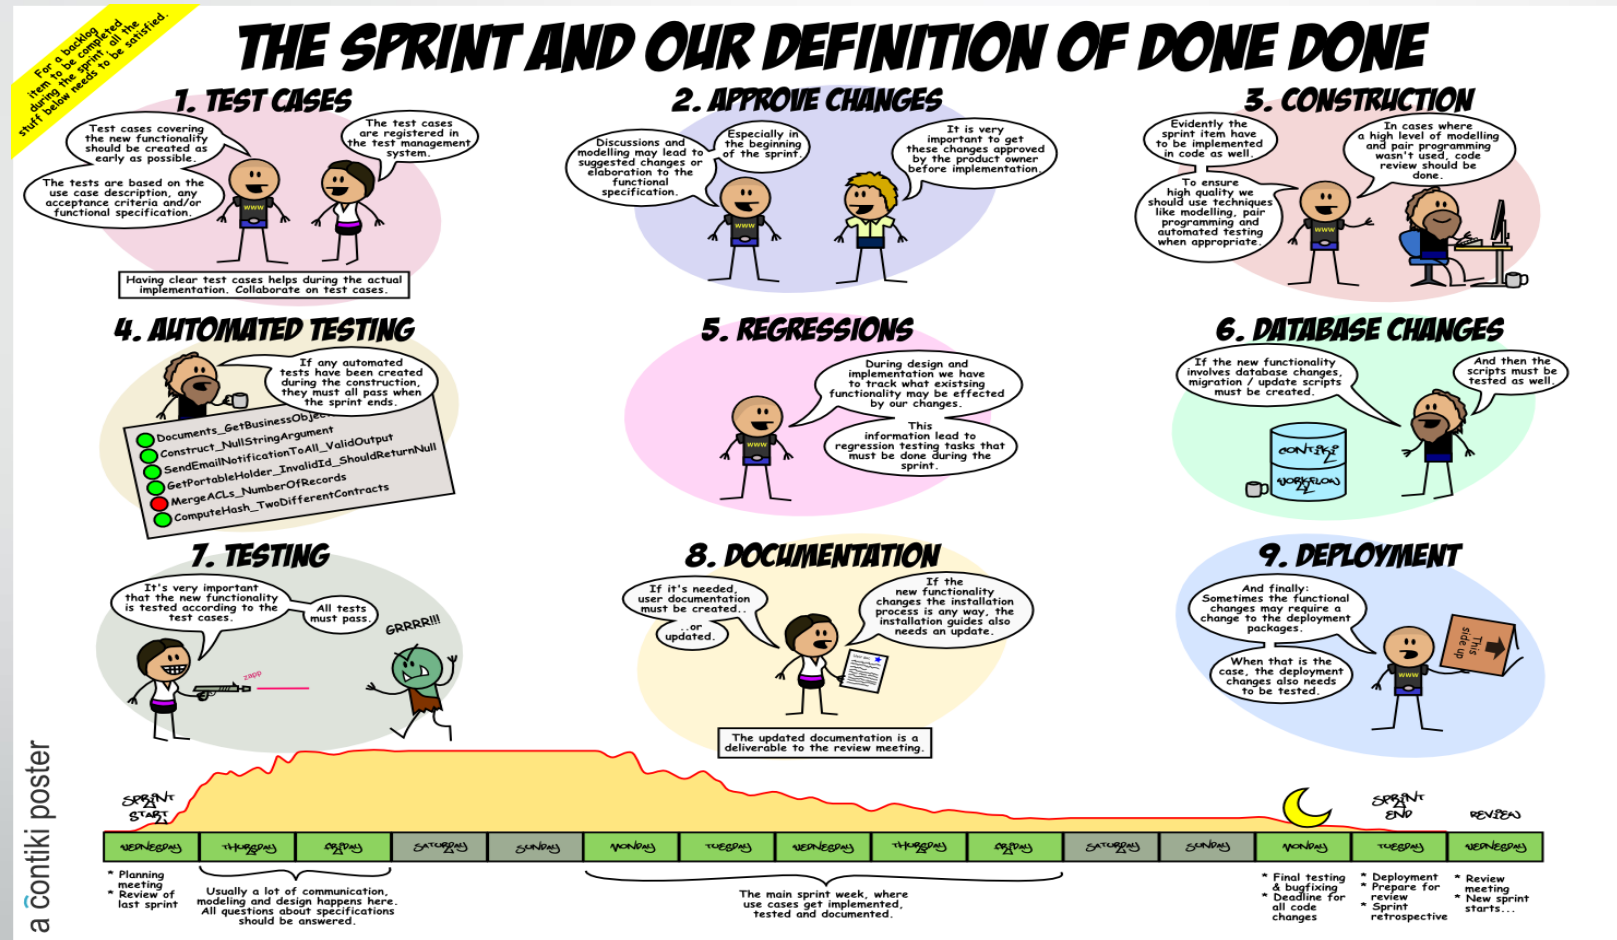 For a backlog
item to be completed
during the sprint, all the
stuff below needs to be satisfied.
THE SPRINT AND OUR DEFINITION OF DONE DONE
1. TEST CASES
Test cases covering
the new functionality
should be created as
early as possible.
The tests are based on the
use case description, any
acceptance criteria and/or
functional specification.
The test cases
are registered in
the test management
system.
www
Having clear test cases helps during the actual
implementation. Collaborate on test cases.
2. APPROVE CHANGES
Discussions and
modelling may lead to
suggested changes or
elaboration to the
functional
specification.
Especially in
the beginning
of the sprint.
It is very
important to get
these changes approved
by the product owner
before implementation.
www
3. CONSTRUCTION
Evidently the
sprint item have
to be implemented
in code as well.
To ensure
high quality we
should use techniques
like modelling, pair
programming and
automated testing
when appropriate.
In cases where
a high level of modelling
and pair programming
wasn't used, code
review should be
done.
www
4. AUTOMATED TESTING
If any automated
tests have been created
during the construction,
they must all pass when
the sprint ends.
Documents_GetBusinessObjec
Construct_NullStringArgument
SendEmailNotificationToAll_ValidOutput
GetPortableHolder_InvalidId_ShouldReturnNull
MergeACLs_NumberOfRecords
ComputeHash_TwoDifferentContracts
5. REGRESSIONS
During design and
implementation we have
to track what existsing
functionality may be effected
by our changes.
This
information lead to
regression testing tasks that
must be done during the
sprint.
www
6. DATABASE CHANGES
If the new functionality
involves database changes,
migration / update scripts
must be created.
And then the
scripts must be
tested as well.
CONTIKI
WORKFLOW
7. TESTING
It's very important
that the new functionality
is tested according to the
test cases.
All tests
must pass.
GRRRR!!!
zapp
8. DOCUMENTATION
If it's needed,
user documentation
must be created..
..or
updated.
If the
new functionality
changes the installation
process is any way, the
installation guides also
needs an update.
The updated documentation is a
deliverable to the review meeting.
9. DEPLOYMENT
And finally:
Sometimes the functional
changes may require a
change to the deployment
packages.
When that is the
case, the deployment
changes also needs
to be tested.
www
This
side up
a contiki poster
SPRINT
START
SPRINT
END
REVIEW
WEDNESDAY THURSDAY FRIDAY SATURDAY SUNDAY MONDAY TUESDAY WEDNESDAY THURSDAY FRIDAY SATURDAY SUNDAY MONDAY TUESDAY WEDNESDAY
* Planning
meeting
* Review of
last sprint
Usually a lot of communication,
modeling and design happens here.
All questions about specifications
should be answered.
The main sprint week, where
use cases get implemented,
tested and documented.
* Final testing
& bugfixing
* Deadline for
all code
changes
* Deployment
* Prepare for
review
* Sprint
retrospective
* Review
meeting
* New sprint
starts...